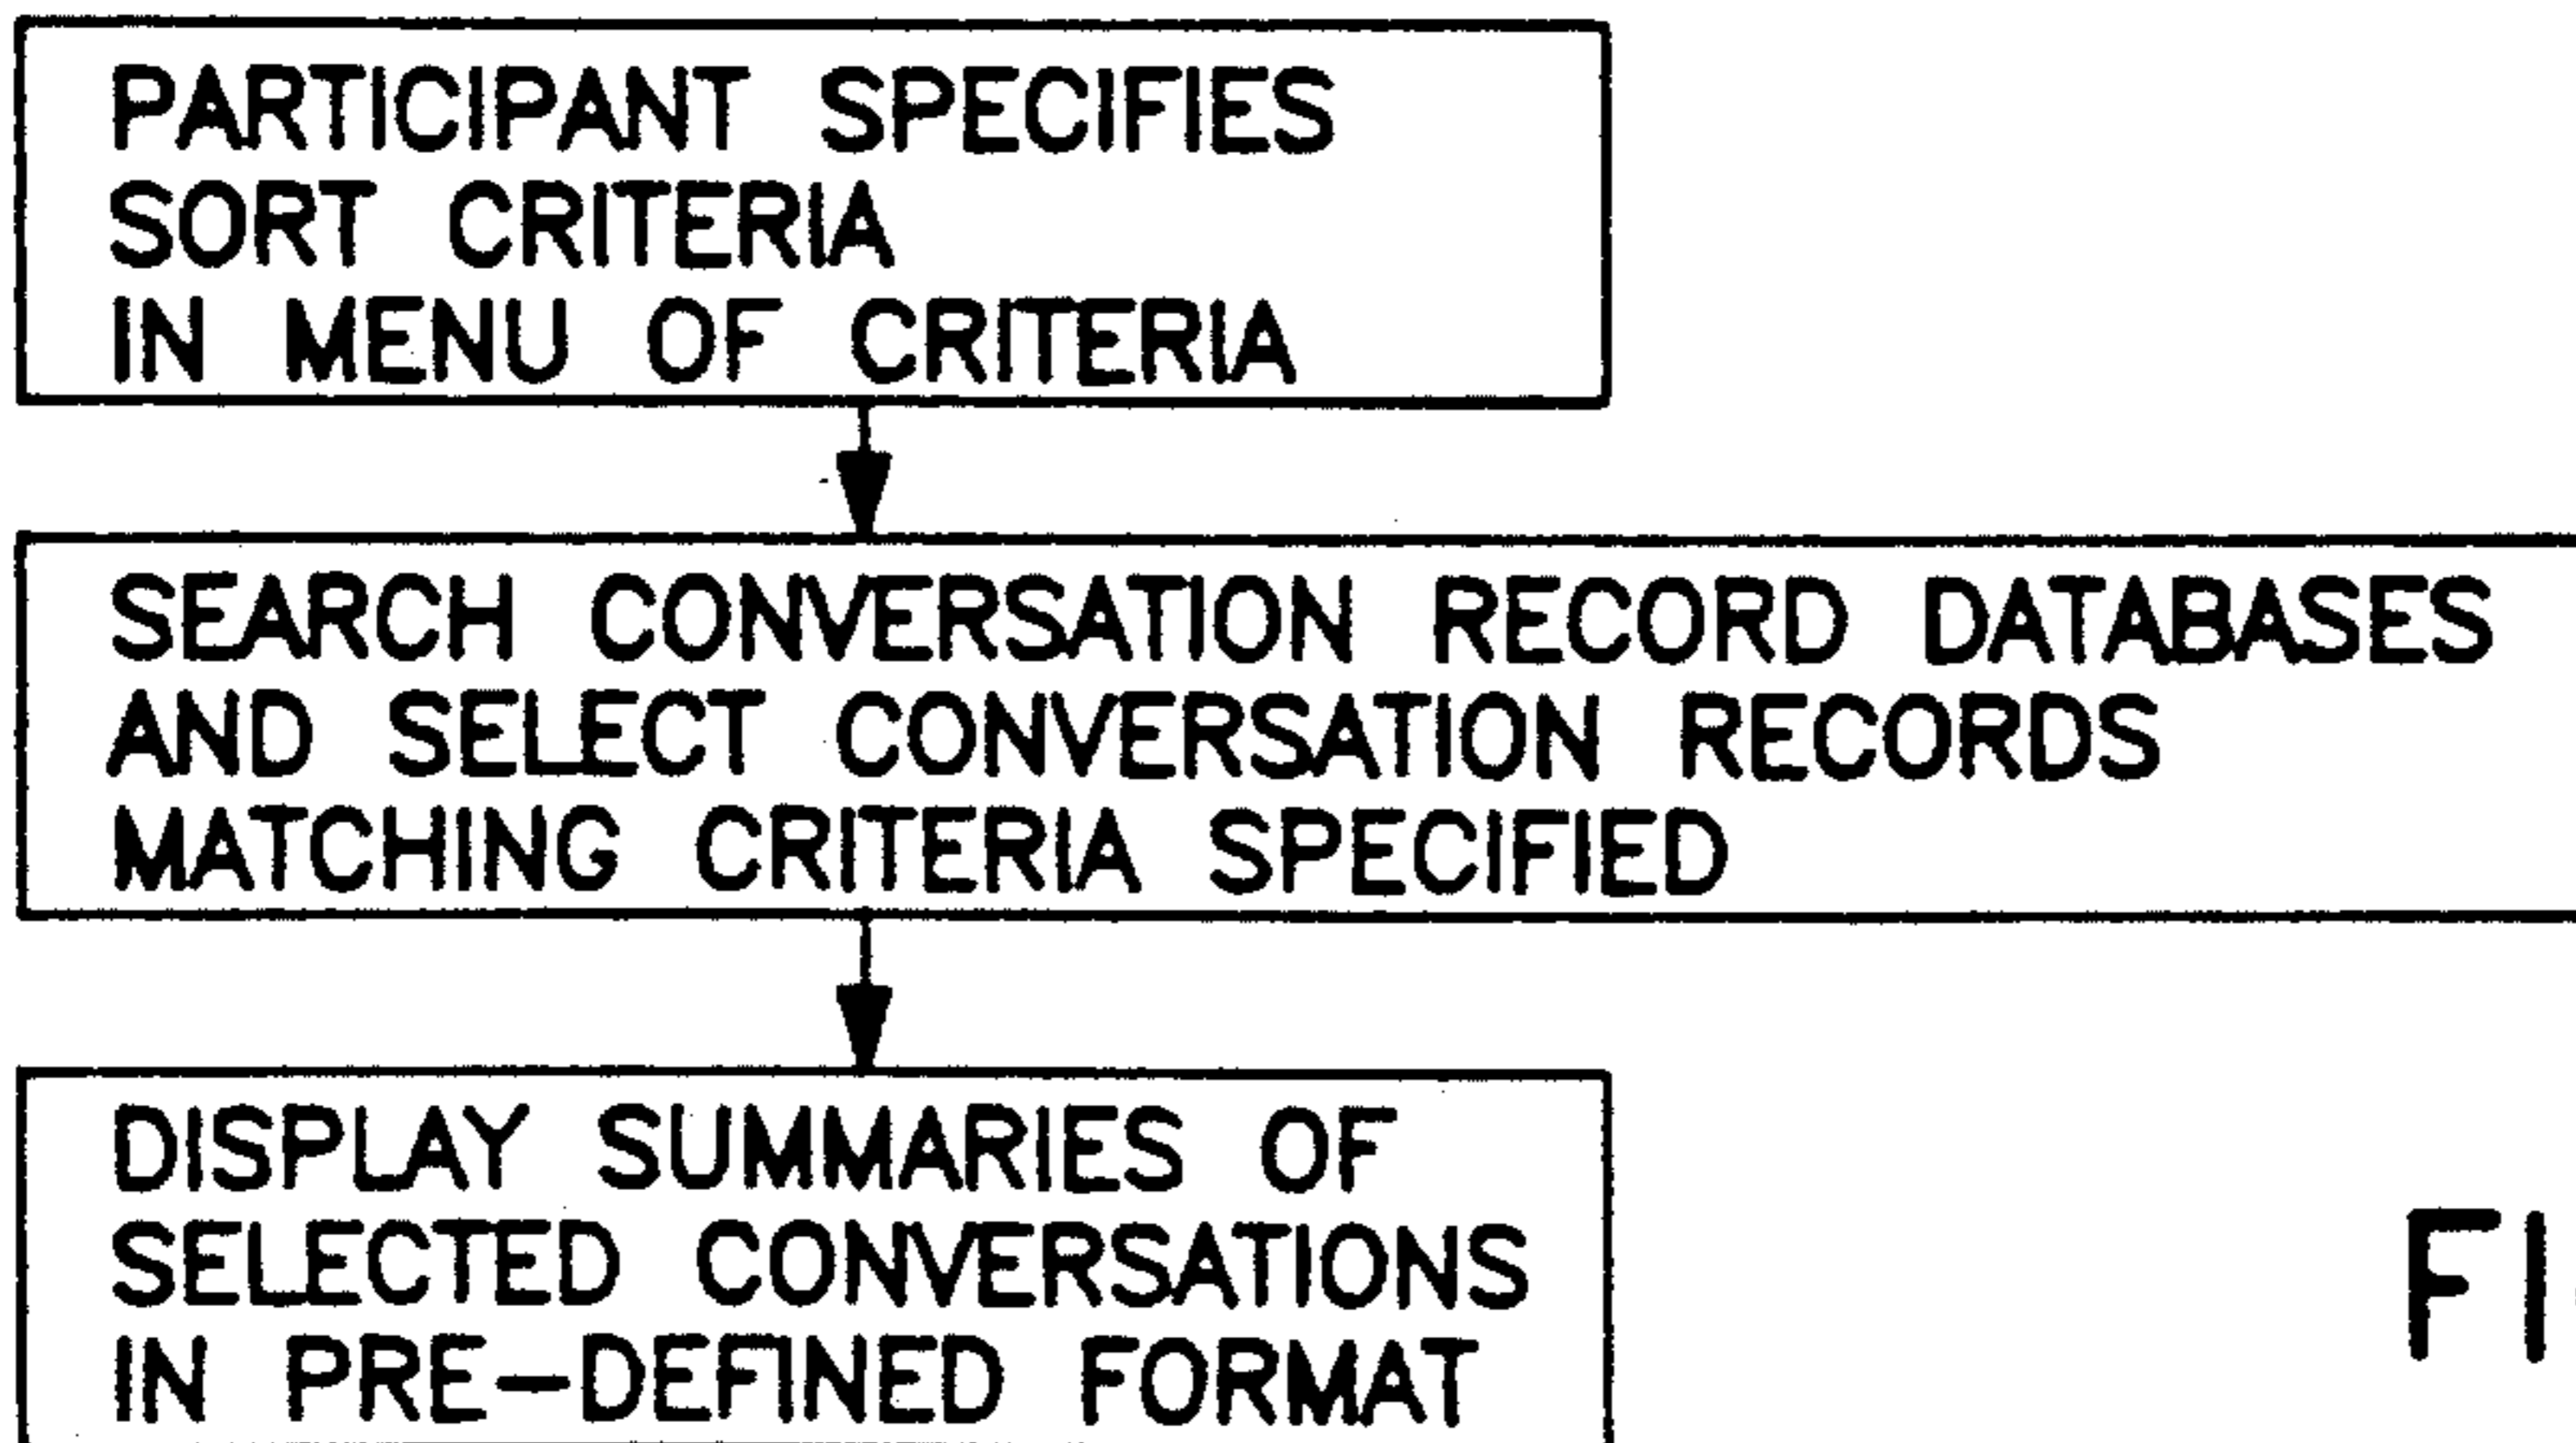 PARTICIPANT SPECIFIES
SORT CRITERIA
IN MENU OF CRITERIA
SEARCH CONVERSATION RECORD DATABASES
AND SELECT CONVERSATION RECORDS
MATCHING CRITERIA SPECIFIED
DISPLAY SUMMARIES OF
SELECTED CONVERSATIONS
IN PRE-DEFINED FORMAT